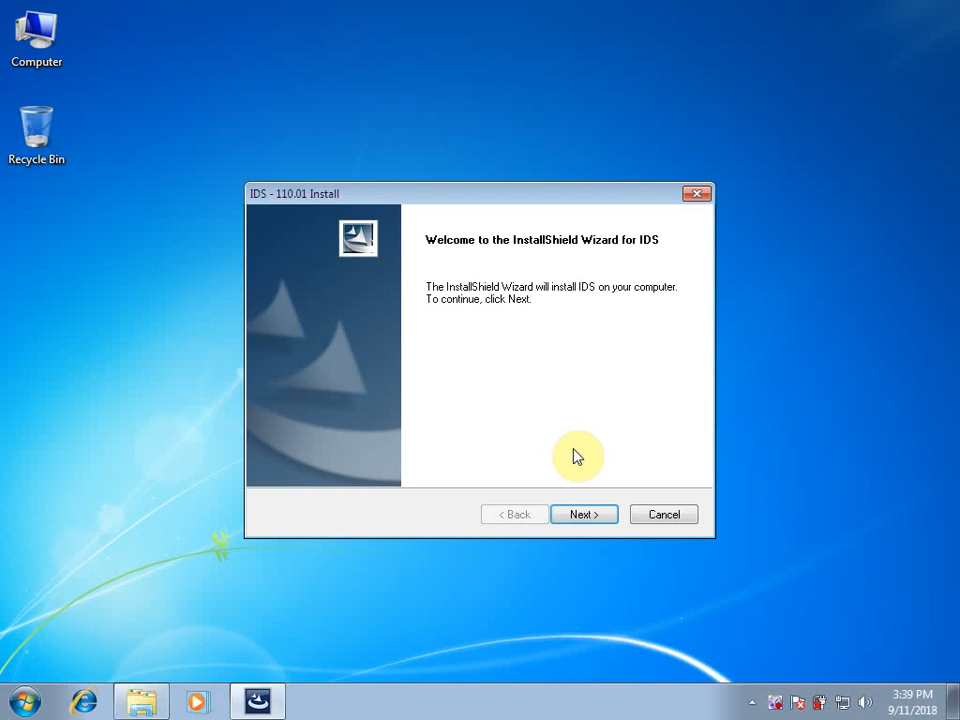 Computer
Recycle Bin
IDS - 110.01 Install
Welcome to the InstallShield Wizard for IDS
The InstallShield Wizard will install IDS on your computer.
To continue, click Next.
< Back
Next >
Cancel
3:39 PM
9/11/2018